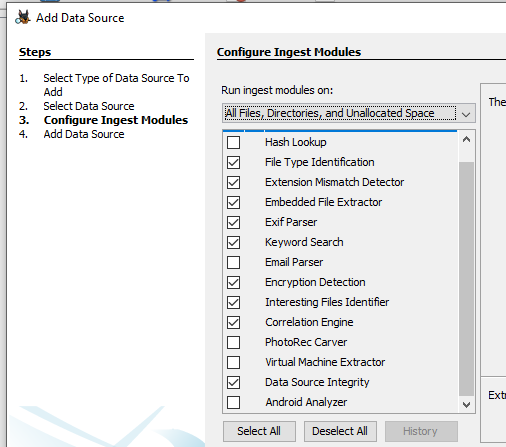 Add Data Source
Steps
1. Select Type of Data Source To
Add
2. Select Data Source
3. Configure Ingest Modules
4. Add Data Source
Configure Ingest Modules
Run ingest modules on:
All Files, Directories, and Unallocated Space
Hash Lookup
File Type Identification
Extension Mismatch Detector
Embedded File Extractor
Exif Parser
Keyword Search
Email Parser
Encryption Detection
Interesting Files Identifier
Correlation Engine
PhotoRec Carver
Virtual Machine Extractor
Data Source Integrity
Android Analyzer
Select All
Deselect All
History
The
Extr